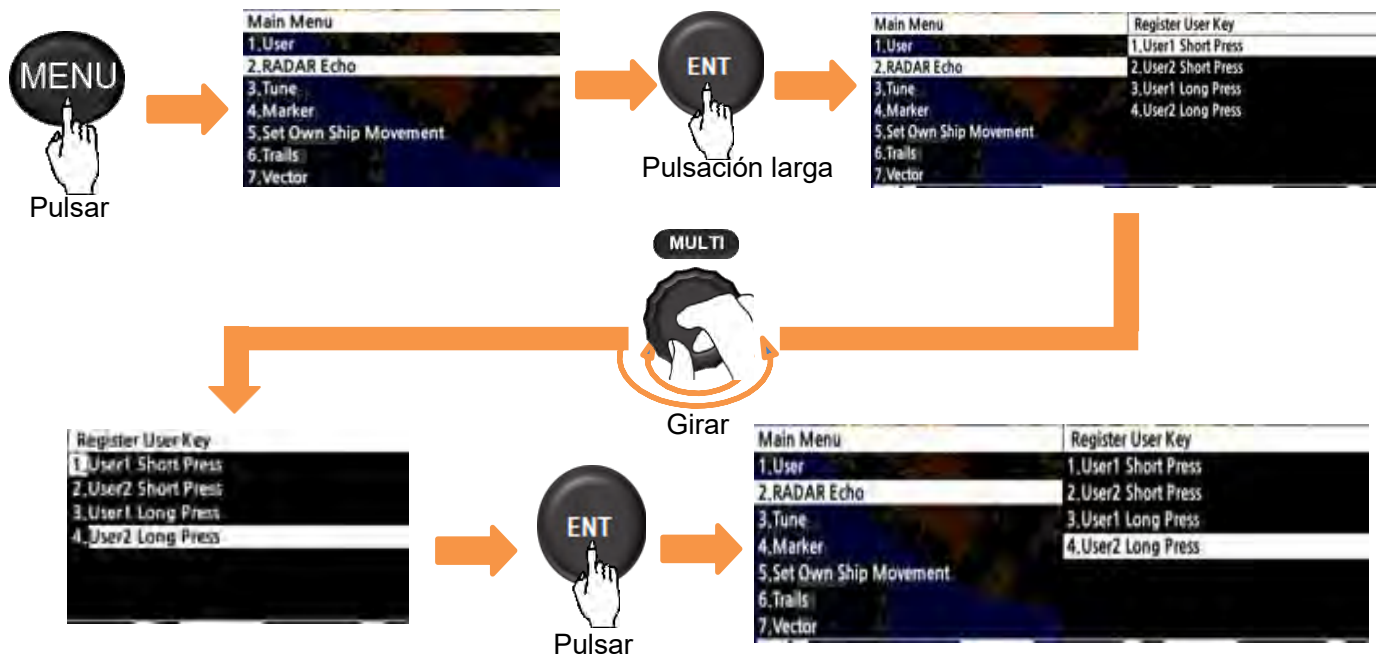 MENU
Pulsar
Main Menu
1.User
2.RADAR Echo
3.Tune
4.Marker
5.Set Own Ship Movement
6.Trails
7.Vector
ENT
Pulsación larga
Main Menu
1.User
2.RADAR Echo
3.Tune
4.Marker
5.Set Own Ship Movement
6.Trails
7.Vector
Register User Key
1.User1 Short Press
2.User2 Short Press
3.User1 Long Press
4.User2 Long Press
MULTI
Girar
Register User Key
1.User1 Short Press
2.User2 Short Press
3.User1 Long Press
4.User2 Long Press
ENT
Pulsar
Main Menu
1.User
2.RADAR Echo
3.Tune
4.Marker
5.Set Own Ship Movement
6.Trails
7.Vector
Register User Key
1.User1 Short Press
2.User2 Short Press
3.User1 Long Press
4.User2 Long Press